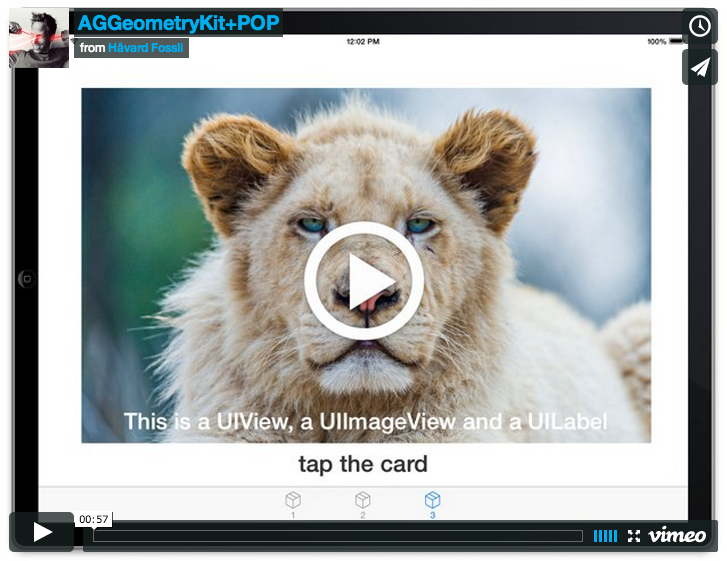 AGGeometryKit+POP
from Håvard Fossli
12:02 PM
100%
This is a UIView, a UIImageView and a UILabel
tap the card
1
2
3
00:57
vimeo